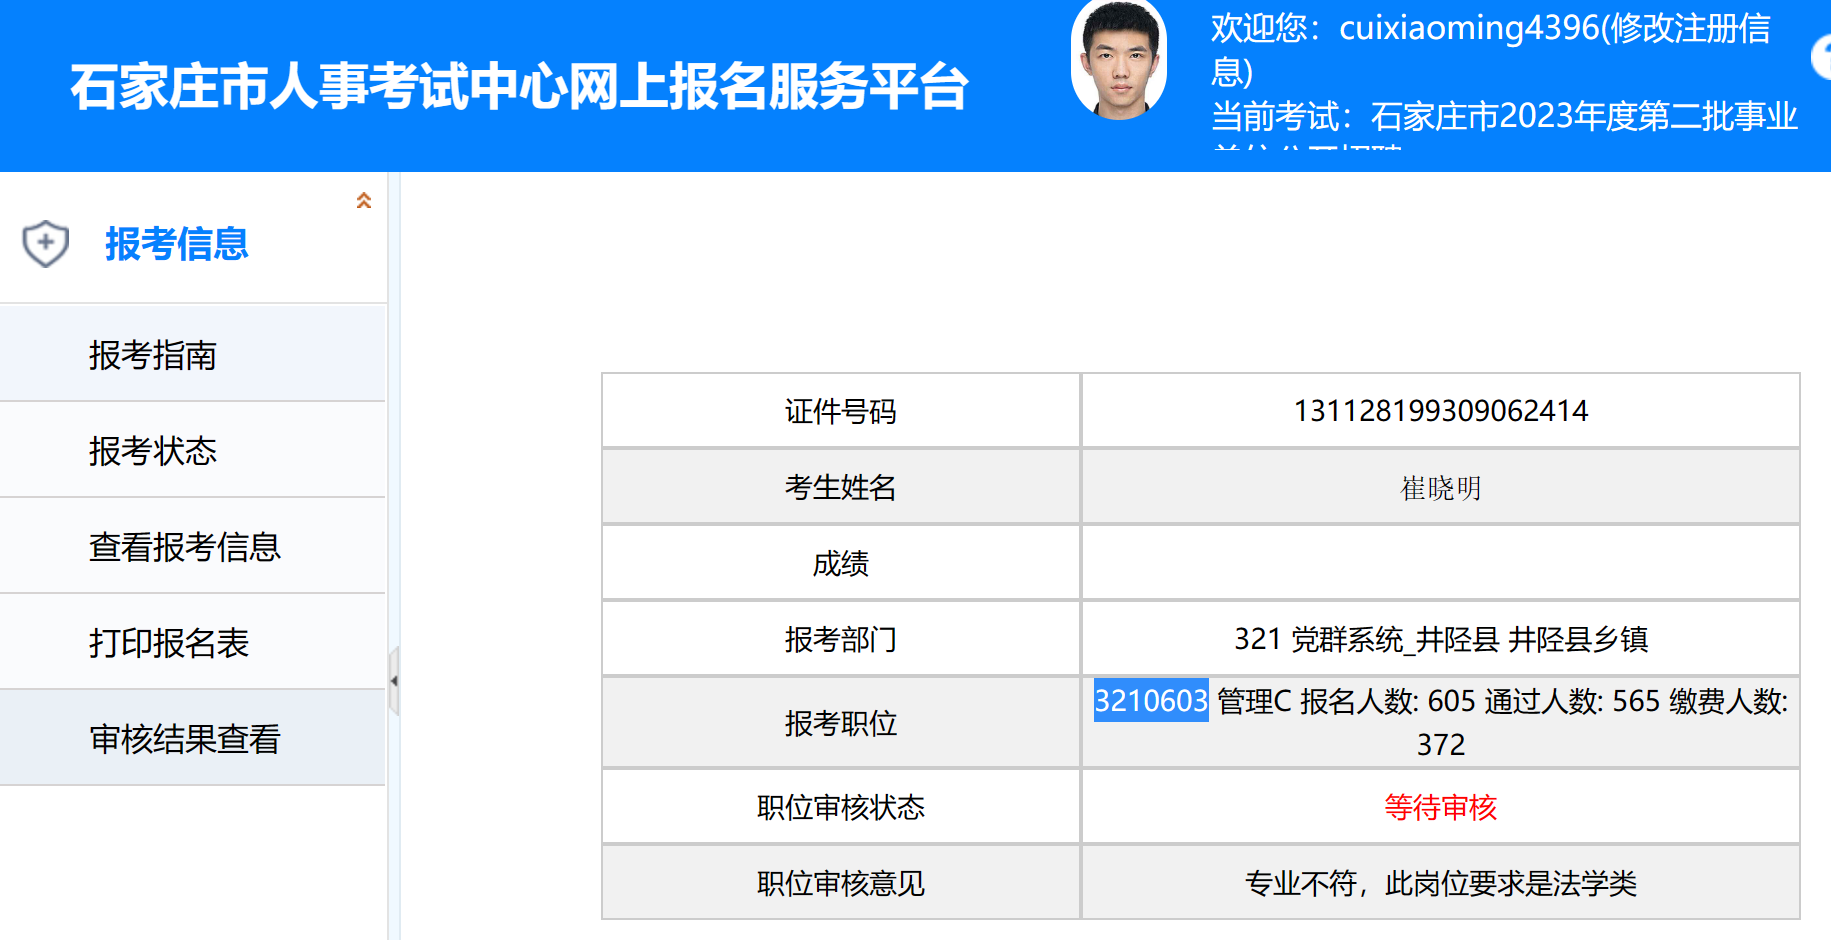 石家庄市人事考试中心网上报名服务平台
欢迎您：cuixiaoming4396(修改注册信
息)
当前考试：石家庄市2023年度第二批事业
报考信息
报考指南
报考状态
查看报考信息
打印报名表
审核结果查看
证件号码 131128199309062414
考生姓名 崔晓明
成绩
报考部门 321 党群系统_井陉县 井陉县乡镇
报考职位 3210603 管理C 报名人数: 605 通过人数: 565 缴费人数:
372
职位审核状态 等待审核
职位审核意见 专业不符，此岗位要求是法学类